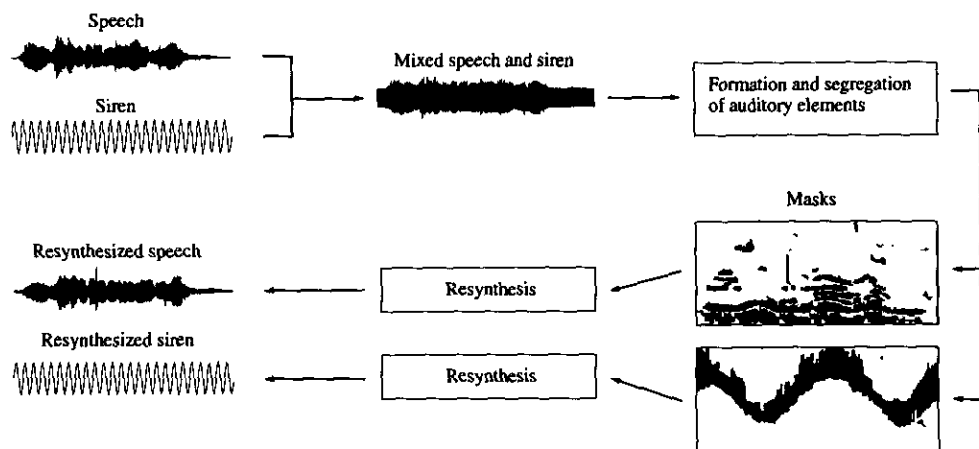 Speech
Siren
Mixed speech and siren
Formation and segregation
of auditory elements
Masks
Resynthesized speech
Resynthesis
Resynthesized siren
Resynthesis